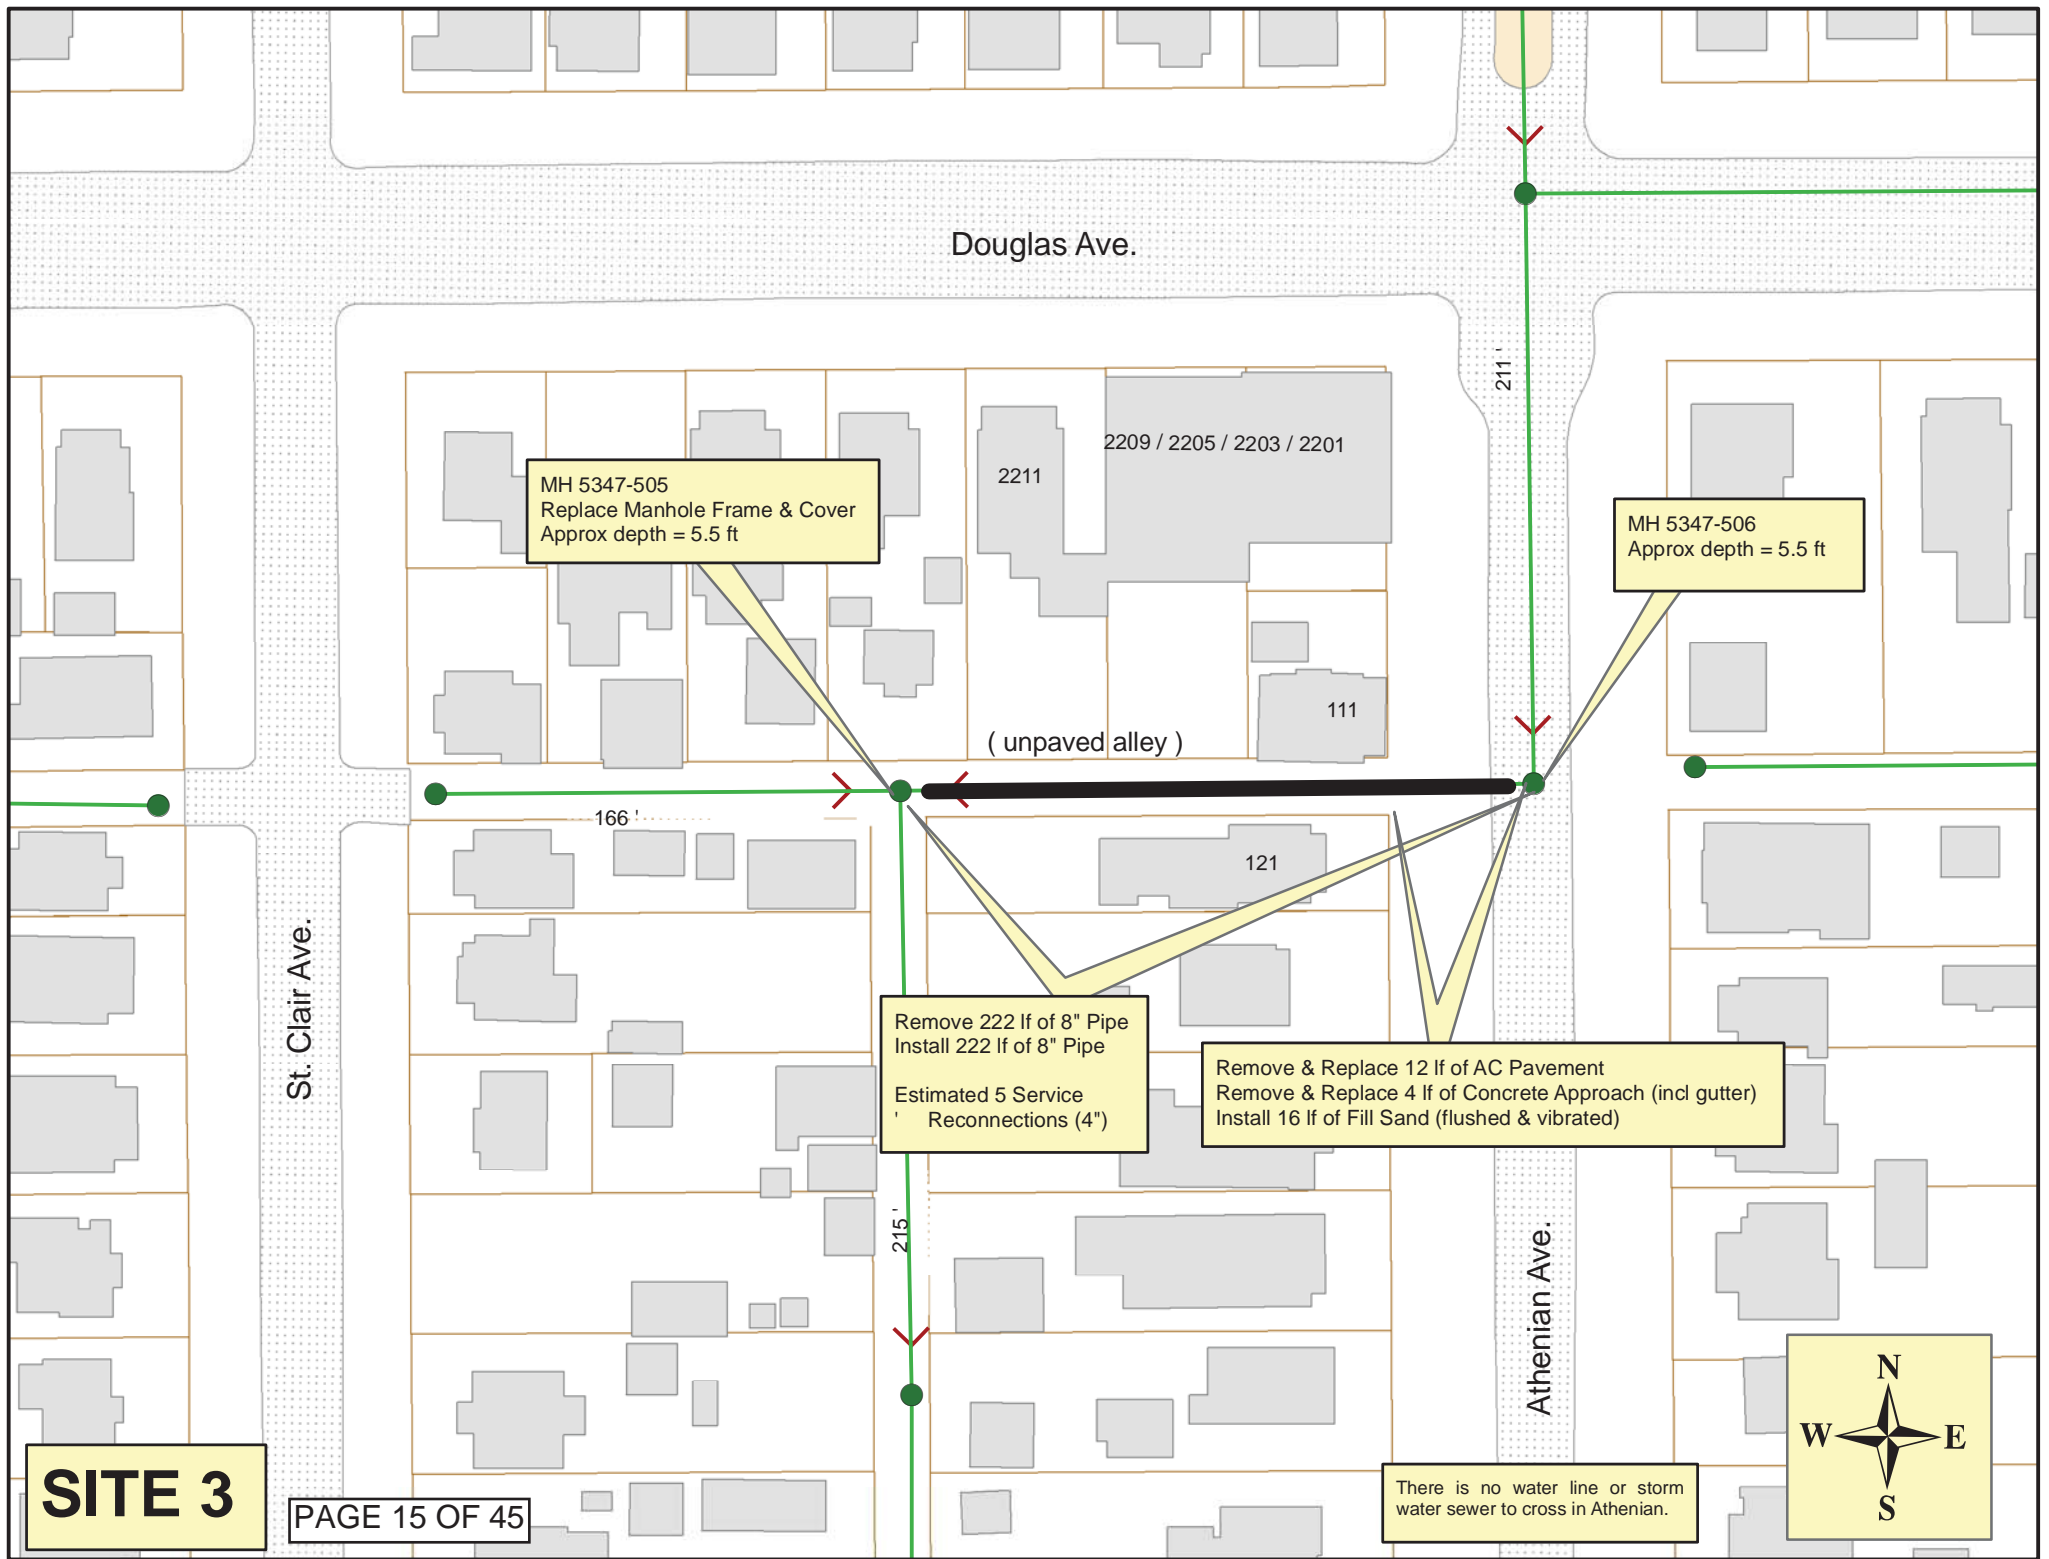 Douglas Ave.
211 '
2209 / 2205 / 2203 / 2201
2211
MH 5347-505
Replace Manhole Frame & Cover
Approx depth = 5.5 ft
MH 5347-506
Approx depth = 5.5 ft
111
( unpaved alley )
166 '
121
St. Clair Ave.
Remove 222 lf of 8" Pipe
Install 222 lf of 8" Pipe
Estimated 5 Service
' Reconnections (4")
Remove & Replace 12 lf of AC Pavement
Remove & Replace 4 lf of Concrete Approach (incl gutter)
Install 16 lf of Fill Sand (flushed & vibrated)
215 '
Athenian Ave.
N
W E
S
SITE 3
PAGE 15 OF 45
There is no water line or storm
water sewer to cross in Athenian.